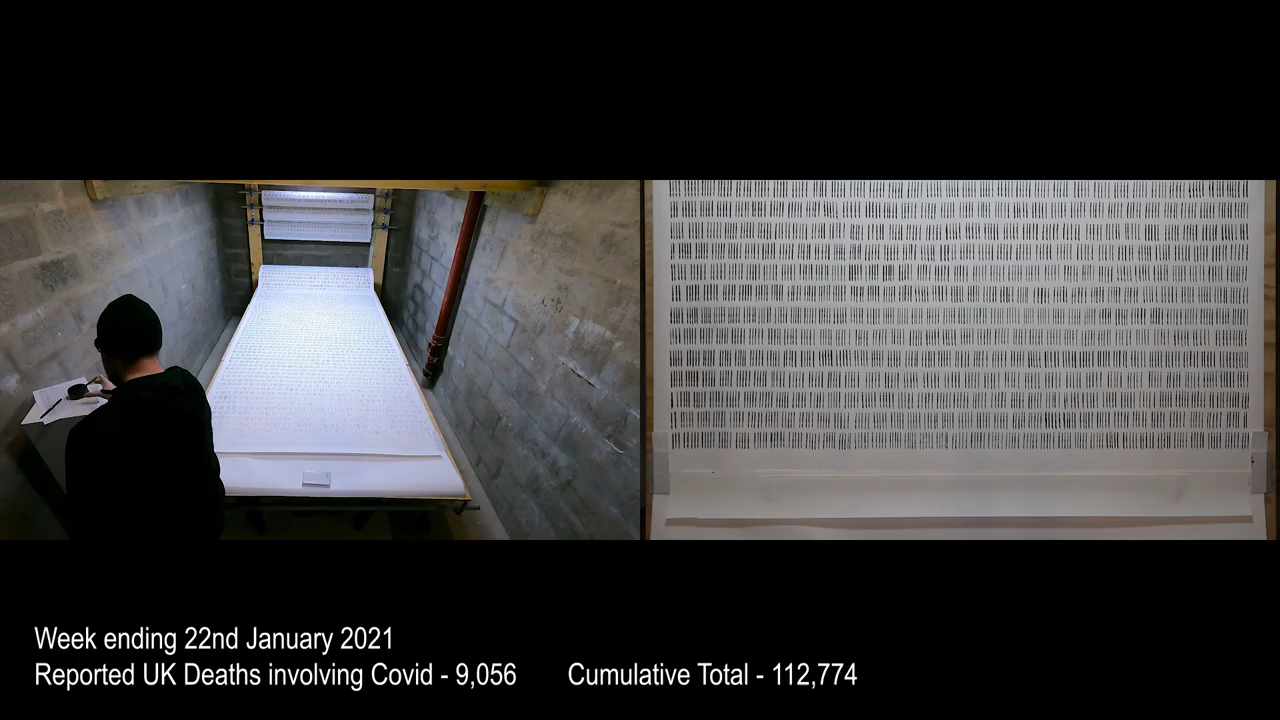 Week ending 22nd January 2021
Reported UK Deaths involving Covid - 9,056 Cumulative Total - 112,774